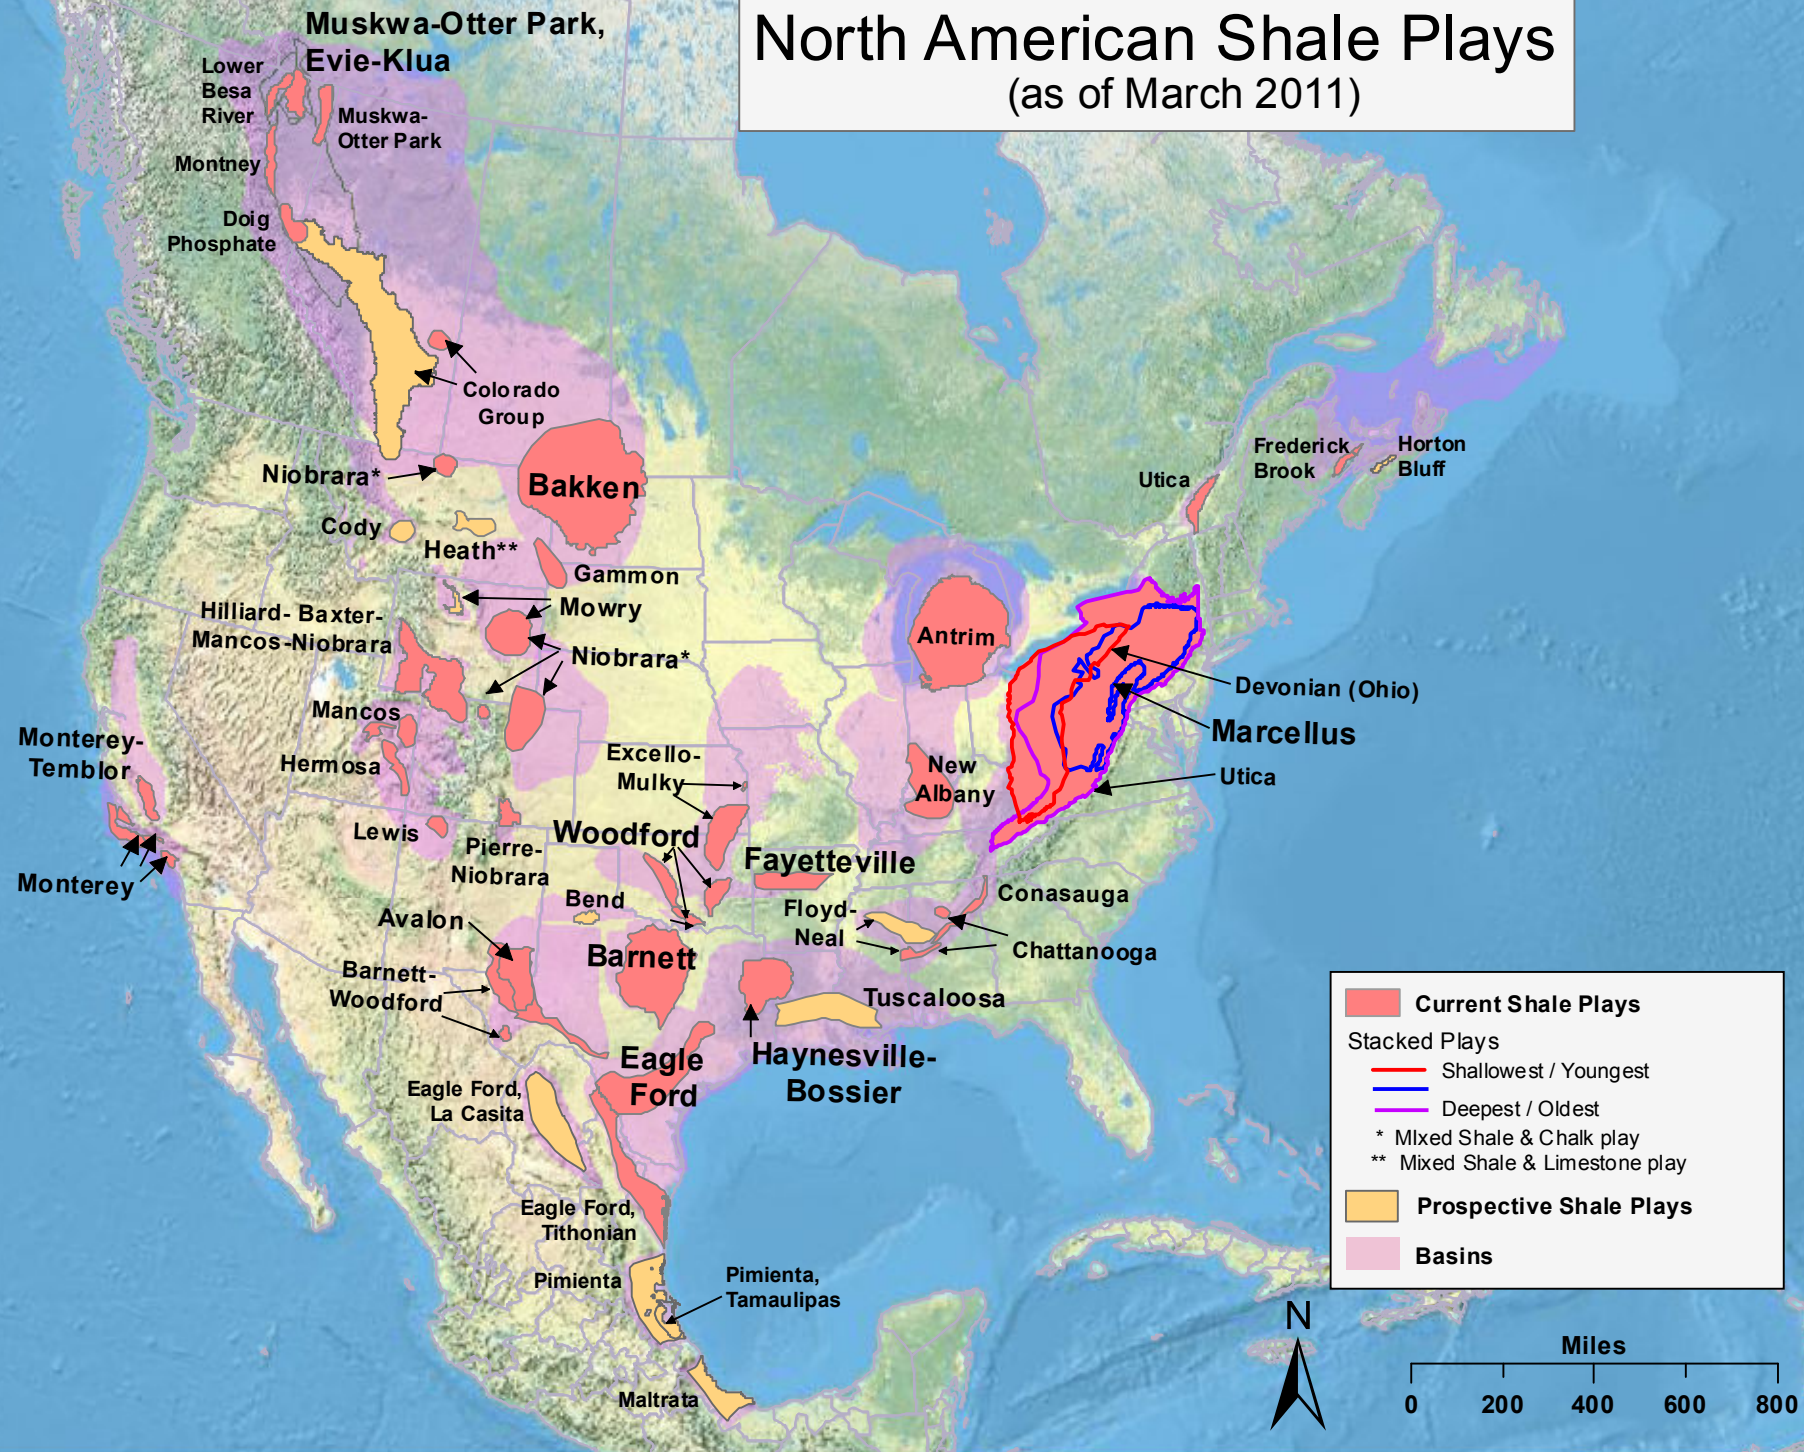 North American Shale Plays
(as of March 2011)
Muskwa-Otter Park,
Evie-Klua
Lower
Besa
River
Muskwa-
Otter Park
Montney
Doig
Phosphate
Colorado
Group
Niobrara*
Bakken
Cody
Heath**
Gammon
Mowry
Hilliard- Baxter-
Mancos-Niobrara
Niobrara*
Mancos
Monterey-
Temblor
Hermosa
Excello-
Mulky
Lewis
Pierre-
Niobrara
Woodford
Monterey
Fayetteville
Bend
Avalon
Floyd-
Neal
Conasauga
Chattanooga
Barnett
Barnett-
Woodford
Tuscaloosa
Eagle
Ford
Haynesville-
Bossier
Eagle Ford,
La Casita
Eagle Ford,
Tithonian
Pimienta
Pimienta,
Tamaulipas
Maltrata
Antrim
New
Albany
Utica
Frederick
Brook
Horton
Bluff
Devonian (Ohio)
Marcellus
Utica
Current Shale Plays
Stacked Plays
Shallowest / Youngest
Deepest / Oldest
* MIxed Shale & Chalk play
** Mixed Shale & Limestone play
Prospective Shale Plays
Basins
N
Miles
0 200 400 600 800